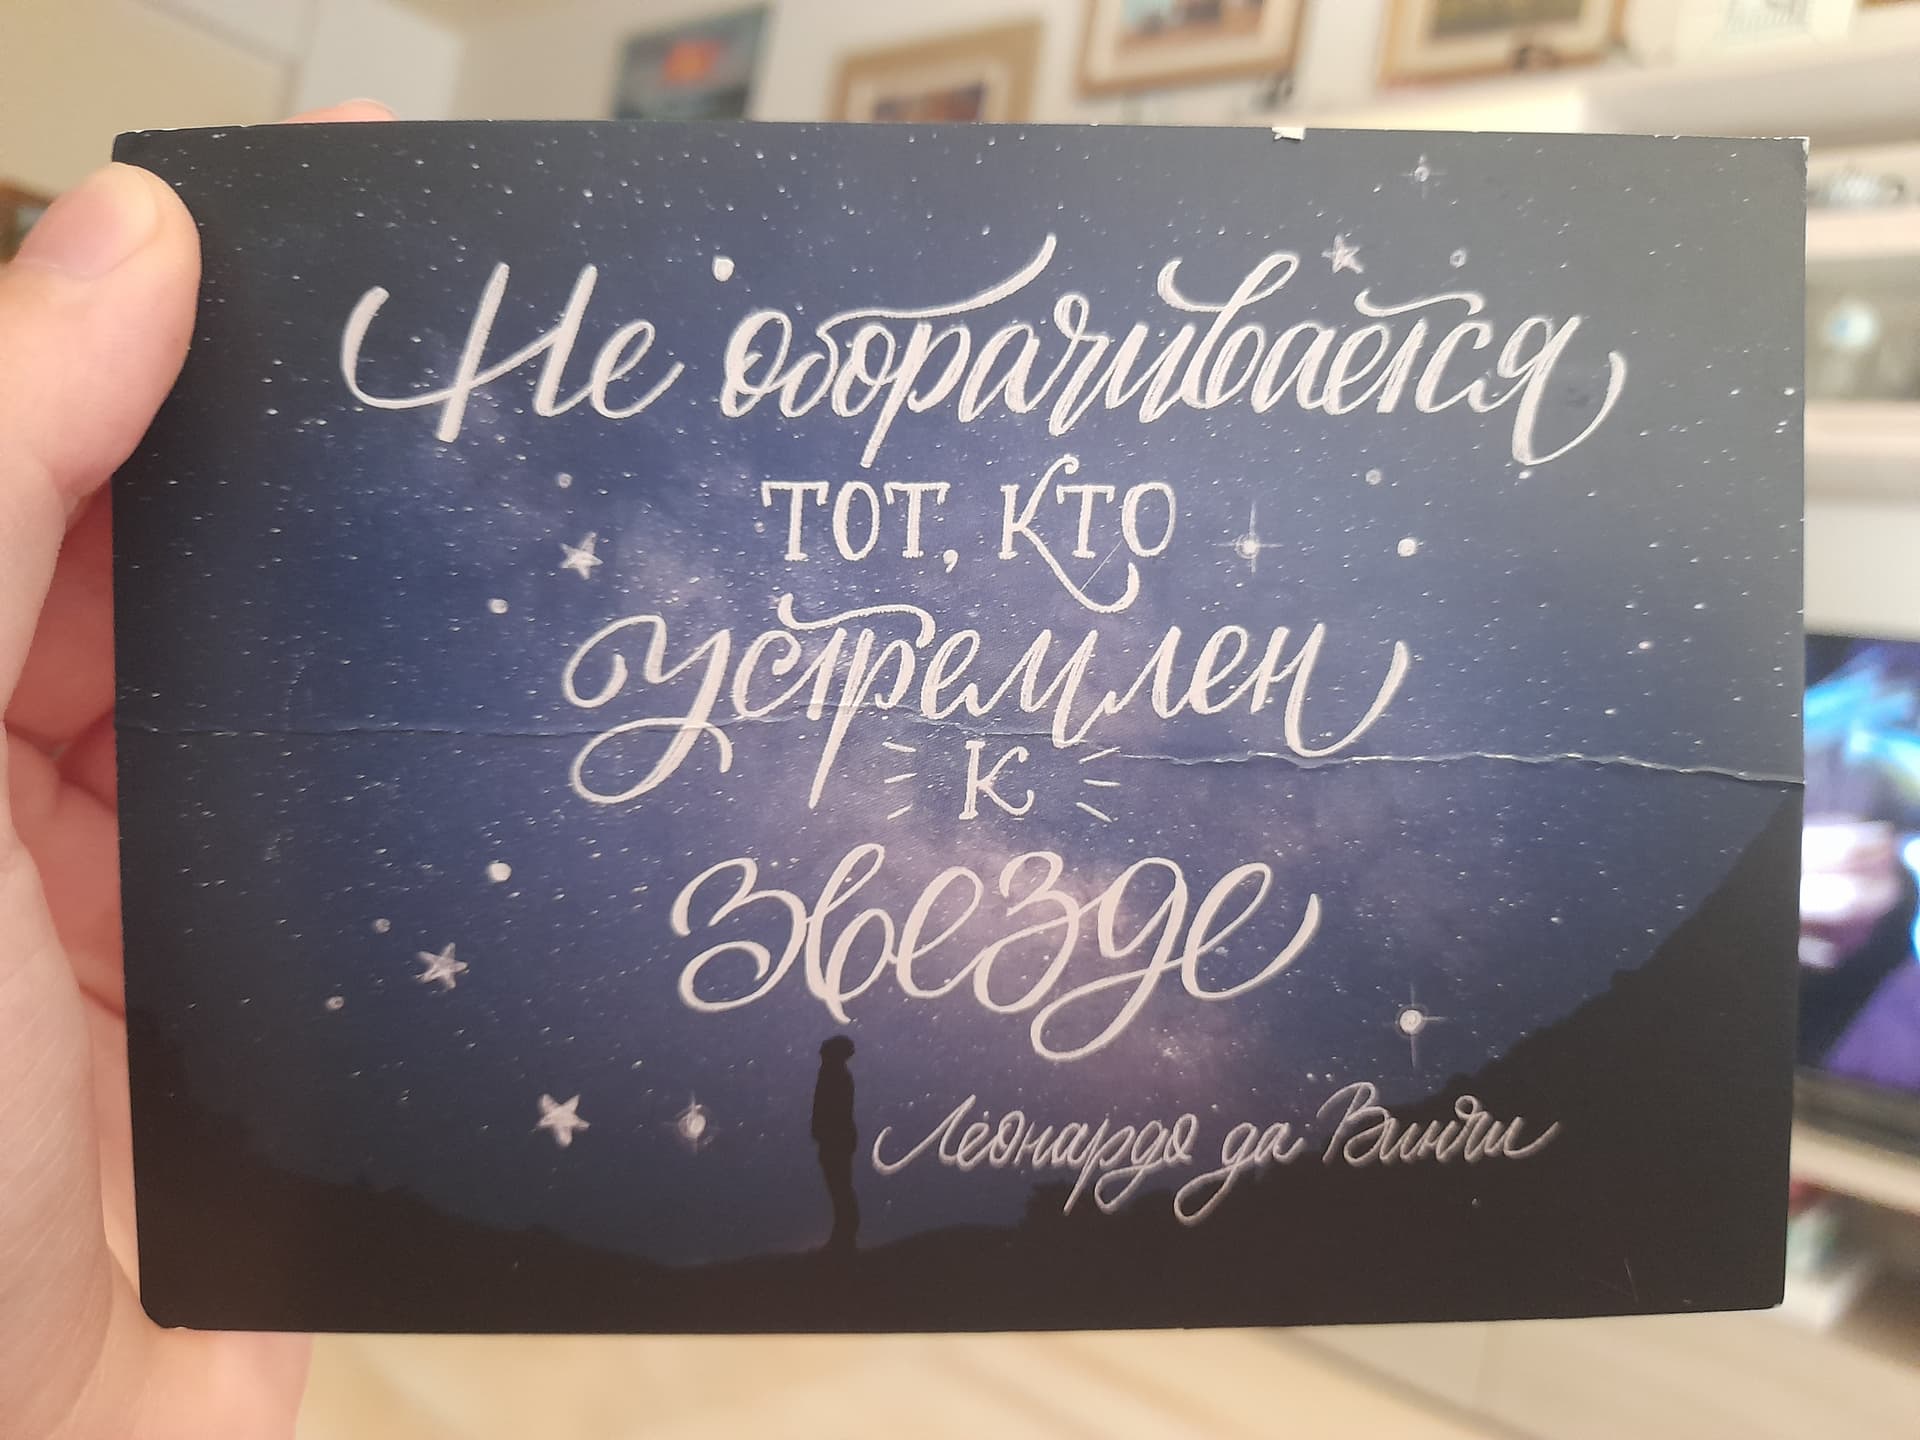 Не оборачивается
тот, кто
устремлен
к
звезде
Леонардо да Винчи